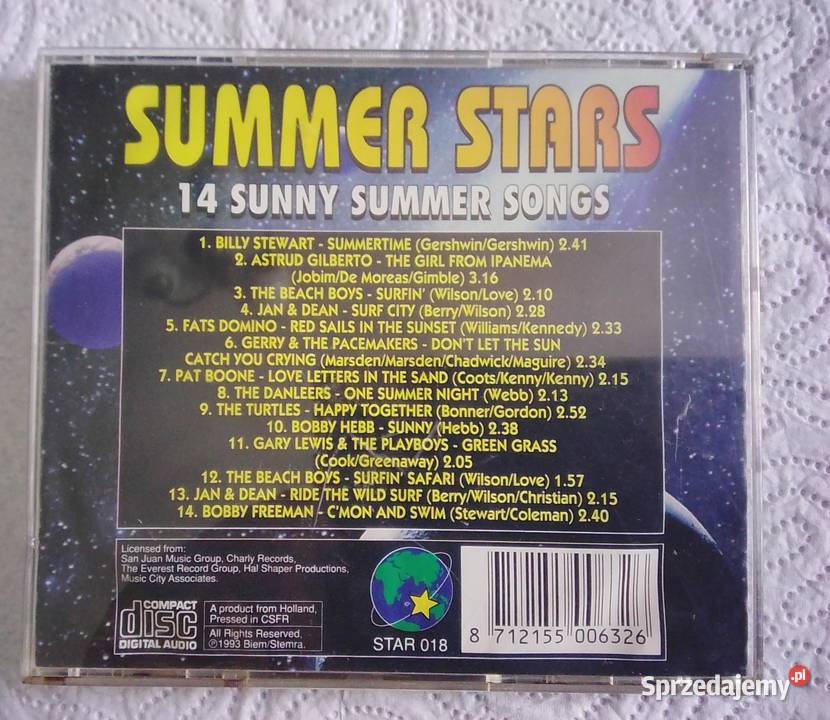 SUMMER STARS
14 SUNNY SUMMER SONGS
1. BILLY STEWART - SUMMERTIME (Gershwin/Gershwin) 2.41
2. ASTRUD GILBERTO - THE GIRL FROM IPANEMA
(Jobim/De Moreas/Gimble) 3.16
3. THE BEACH BOYS - SURFIN' (Wilson/Love) 2.10
4. JAN & DEAN - SURF CITY (Berry/Wilson) 2.28
5. FATS DOMINO - RED SAILS IN THE SUNSET (Williams/Kennedy) 2.33
6. GERRY & THE PACEMAKERS - DON'T LET THE SUN
CATCH YOU CRYING (Marsden/Marsden/Chadwick/Maguire) 2.34
7. PAT BOONE - LOVE LETTERS IN THE SAND (Coots/Kenny/Kenny) 2.15
8. THE DANLEERS - ONE SUMMER NIGHT (Webb) 2.13
9. THE TURTLES - HAPPY TOGETHER (Bonner/Gordon) 2.52
10. BOBBY HEBB - SUNNY (Hebb) 2.38
11. GARY LEWIS & THE PLAYBOYS - GREEN GRASS
(Cook/Greenaway) 2.05
12. THE BEACH BOYS - SURFIN' SAFARI (Wilson/Love) 1.57
13. JAN & DEAN - RIDE THE WILD SURF (Berry/Wilson/Christian) 2.15
14. BOBBY FREEMAN - C'MON AND SWIM (Stewart/Coleman) 2.40
Licensed from:
San Juan Music Group, Charly Records,
The Everest Record Group, Hal Shaper Productions,
Music City Associates.
COMPACT
disc
DIGITAL AUDIO
A product from Holland,
Pressed in CSFR
All Rights Reserved,
℗1993 Biem/Stemra.
STAR 018
8 712155 006326
Sprzedajemy.pl